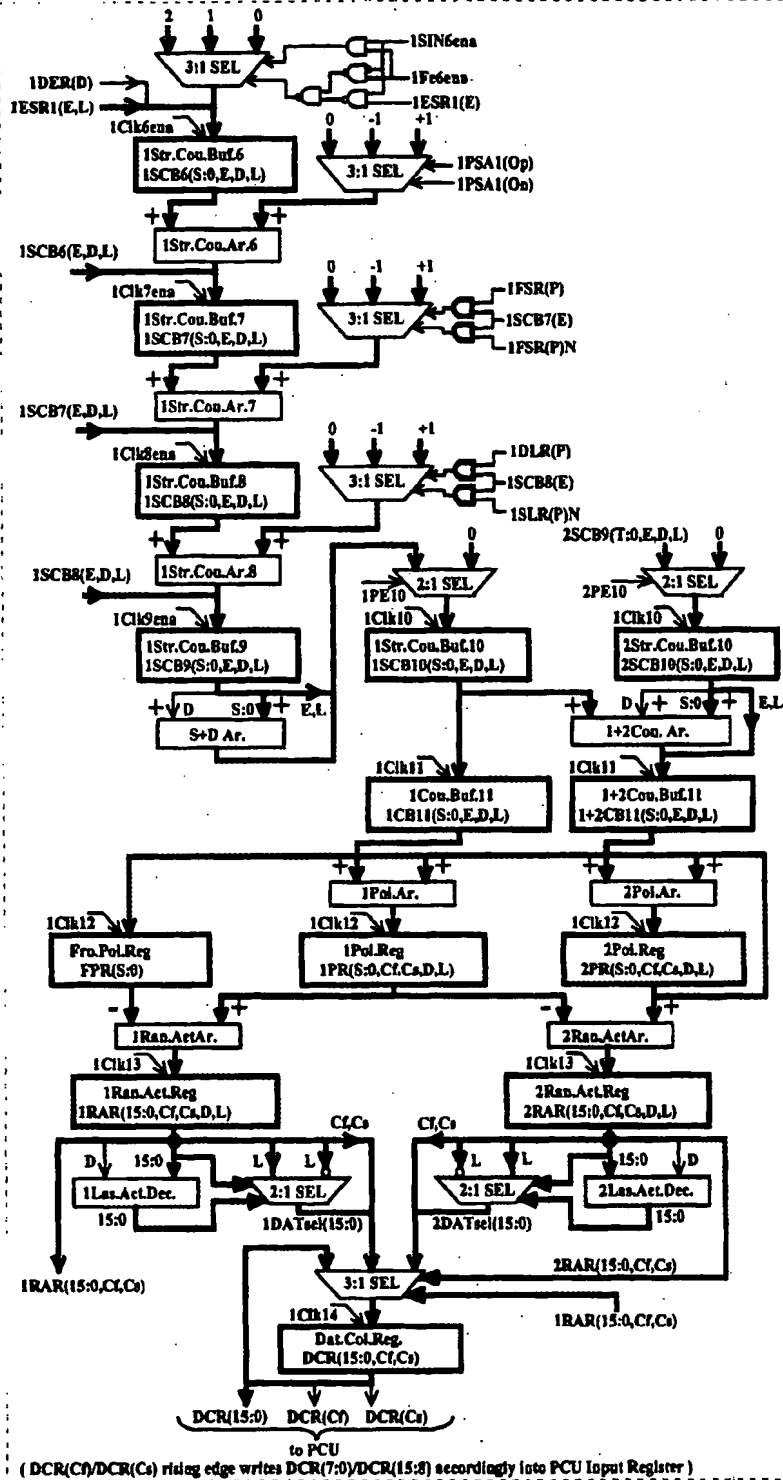 2 1 0
3:1 SEL
1SIN6ena
1Fe6ena
1ESR1(E)
1DER(D)
1ESR1(E,L)
1Clk6ena
0 -1 +1
1Str.Cou.Buf.6
1SCB6(S:0,E,D,L)
3:1 SEL
1PSA1(Op)
1PSA1(On)
+ +
1Str.Cou.Ar.6
1SCB6(E,D,L)
1Clk7ena
0 -1 +1
1Str.Cou.Buf.7
1SCB7(S:0,E,D,L)
3:1 SEL
1FSR(P)
1SCB7(E)
1FSR(P)N
+ +
1Str.Cou.Ar.7
1SCB7(E,D,L)
1Clk8ena
0 -1 +1
1Str.Cou.Buf.8
1SCB8(S:0,E,D,L)
3:1 SEL
1DLR(P)
1SCB8(E)
1SLR(P)N
+ +
1Str.Cou.Ar.8
1SCB8(E,D,L)
0
2SCB9(T:0,E,D,L) 0
2:1 SEL
2:1 SEL
1PE10
2PE10
1Clk9ena
1Clk10
1Clk10
1Str.Cou.Buf.9
1SCB9(S:0,E,D,L)
1Str.Cou.Buf.10
1SCB10(S:0,E,D,L)
2Str.Cou.Buf.10
2SCB10(S:0,E,D,L)
+ D S:0 + E,L
+ D + S:0 + E,L
S+D Ar.
1+2Cou. Ar.
1Clk11
1Clk11
1Cou.Buf.11
1CB11(S:0,E,D,L)
1+2Cou.Buf.11
1+2CB11(S:0,E,D,L)
+ + + +
1Pol.Ar.
2Pol.Ar.
1Clk12
1Clk12
1Clk12
Fro.Pol.Reg
FPR(S:0)
1Pol.Reg
1PR(S:0,Cf,Cs,D,L)
2Pol.Reg
2PR(S:0,Cf,Cs,D,L)
- + - +
1Ran.ActAr.
2Ran.ActAr.
1Clk13
1Clk13
1Ran.Act.Reg
1RAR(15:0,Cf,Cs,D,L)
2Ran.Act.Reg
2RAR(15:0,Cf,Cs,D,L)
Cf,Cs
Cf,Cs
D 15:0 L L
L L 15:0 D
1Las.Act.Dec.
2:1 SEL
2:1 SEL
2Las.Act.Dec.
15:0
1DATsel(15:0)
2DATsel(15:0)
15:0
1RAR(15:0,Cf,Cs)
3:1 SEL
2RAR(15:0,Cf,Cs)
1RAR(15:0,Cf,Cs)
1Clk14
Dat.Col.Reg.
DCR(15:0,Cf,Cs)
DCR(15:0) DCR(Cf) DCR(Cs)
to PCU
( DCR(Cf)/DCR(Cs) rising edge writes DCR(7:0)/DCR(15:8) accordingly into PCU Input Register )